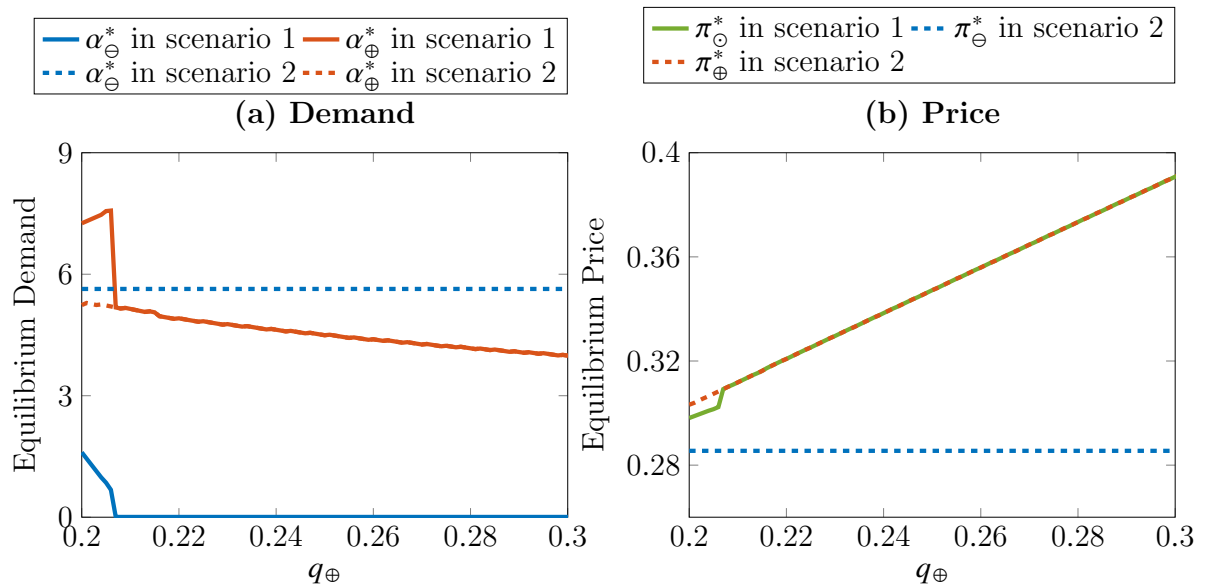 α*⊖ in scenario 1 α*⊕ in scenario 1
α*⊖ in scenario 2 α*⊕ in scenario 2
π*⊙ in scenario 1 π*⊖ in scenario 2
π*⊕ in scenario 2
(a) Demand
Equilibrium Demand
9
6
3
0
0.2 0.22 0.24 0.26 0.28 0.3
q⊕
(b) Price
Equilibrium Price
0.4
0.36
0.32
0.28
0.2 0.22 0.24 0.26 0.28 0.3
q⊕